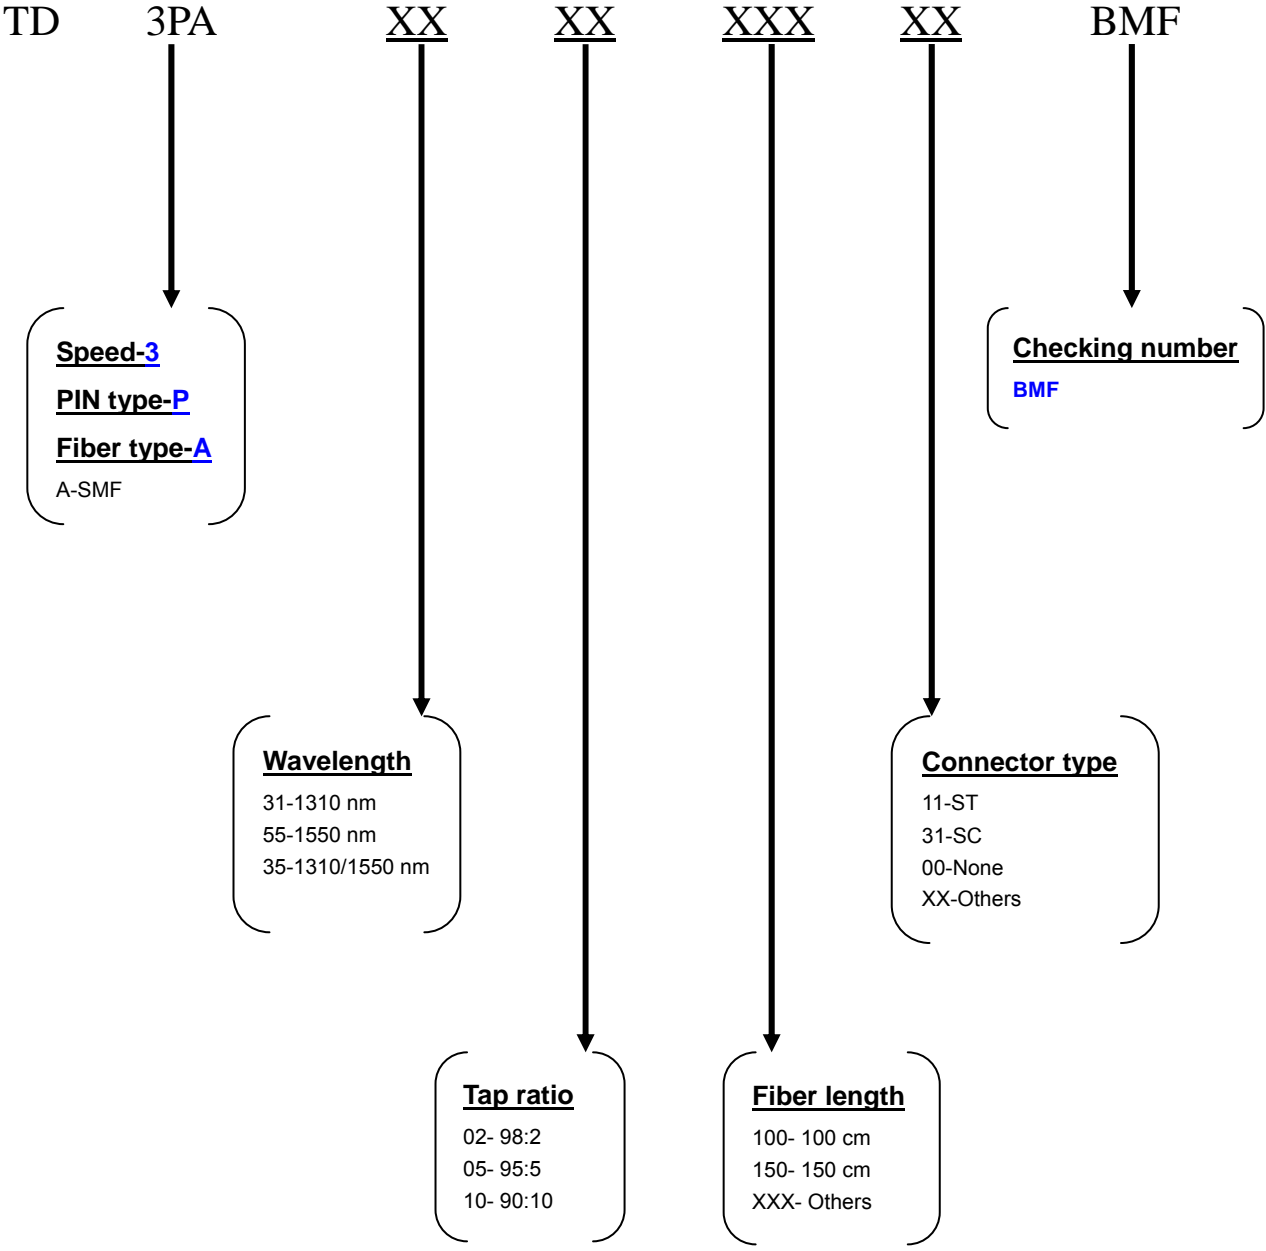 TD 3PA XX XX XXX XX BMF
Speed-3
PIN type-P
Fiber type-A
A-SMF
Checking number
BMF
Wavelength
31-1310 nm
55-1550 nm
35-1310/1550 nm
Connector type
11-ST
31-SC
00-None
XX-Others
Tap ratio
02- 98:2
05- 95:5
10- 90:10
Fiber length
100- 100 cm
150- 150 cm
XXX- Others